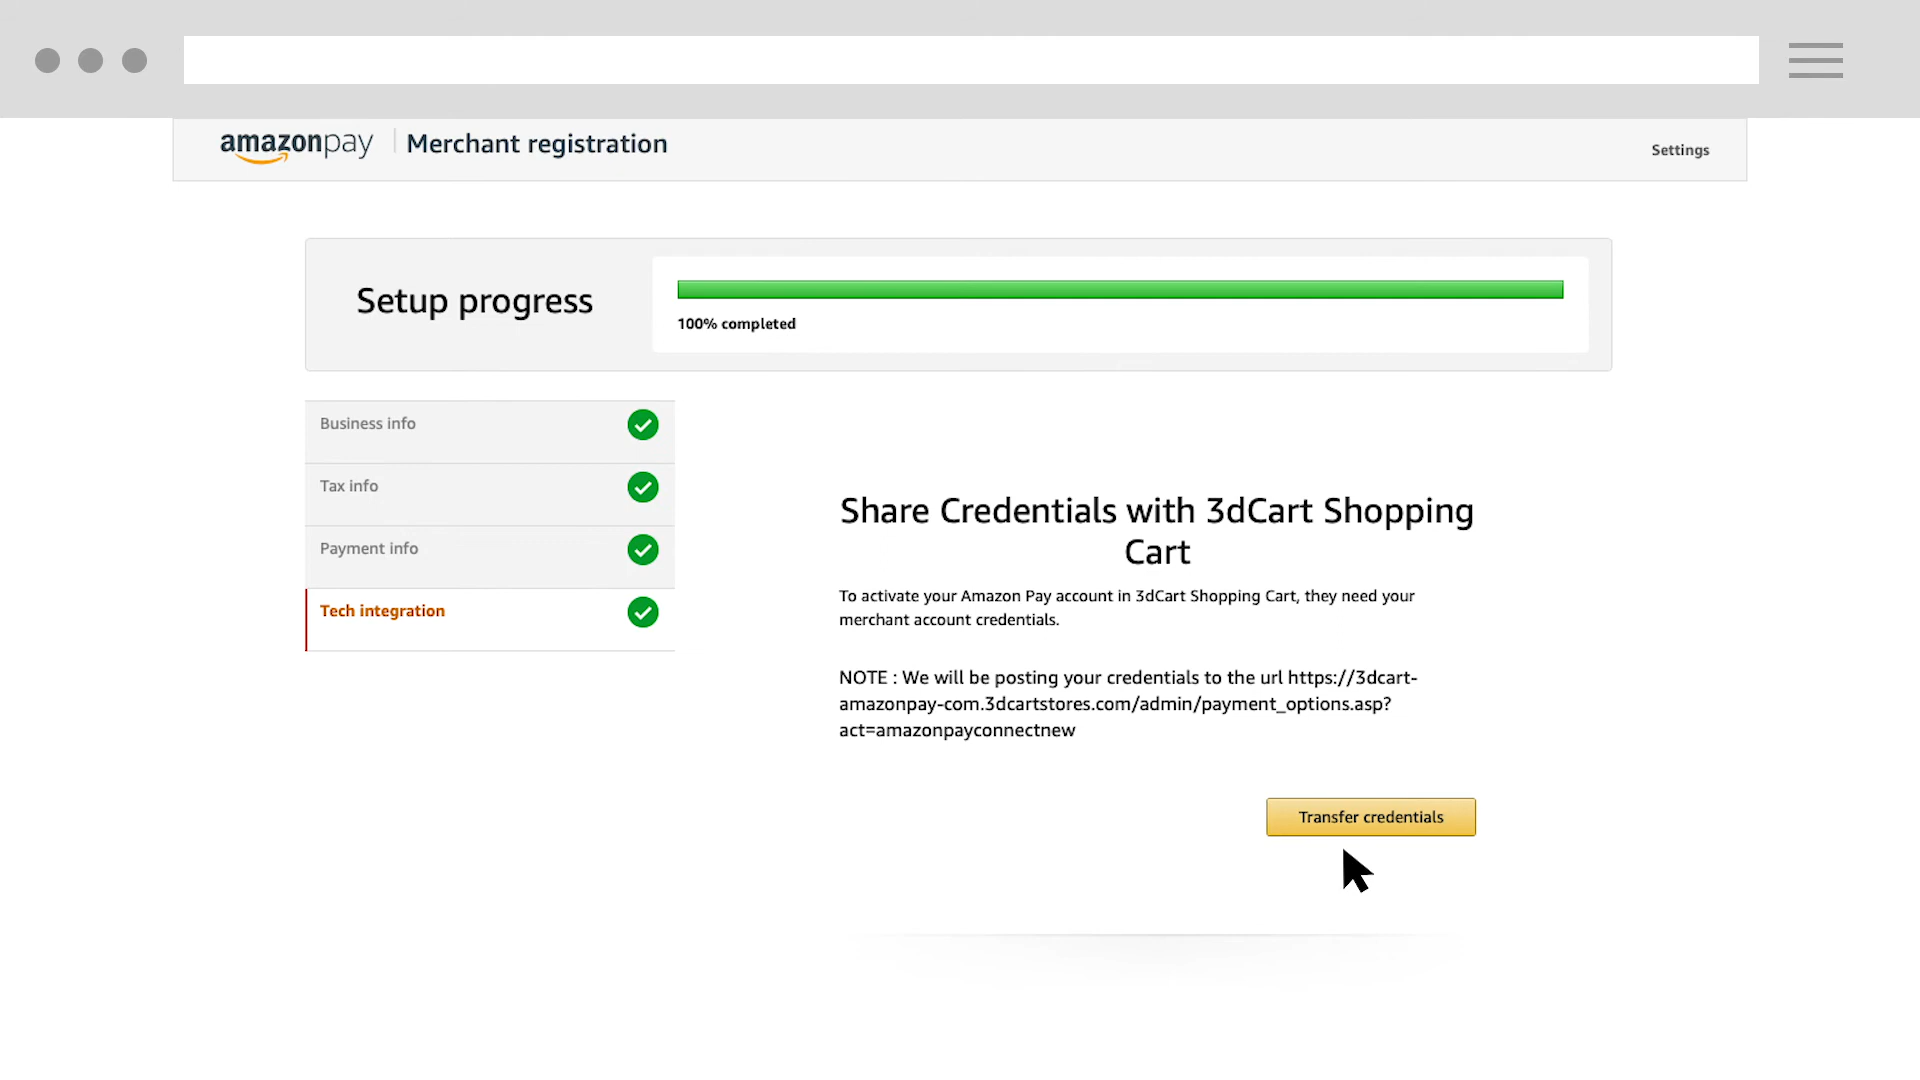 amazonpay Merchant registration
Settings
Setup progress
100% completed
Business info
Tax info
Payment info
Tech integration
Share Credentials with 3dCart Shopping
Cart
To activate your Amazon Pay account in 3dCart Shopping Cart, they need your
merchant account credentials.
NOTE : We will be posting your credentials to the url https://3dcart-
amazonpay-com.3dcartstores.com/admin/payment_options.asp?
act=amazonpayconnectnew
Transfer credentials